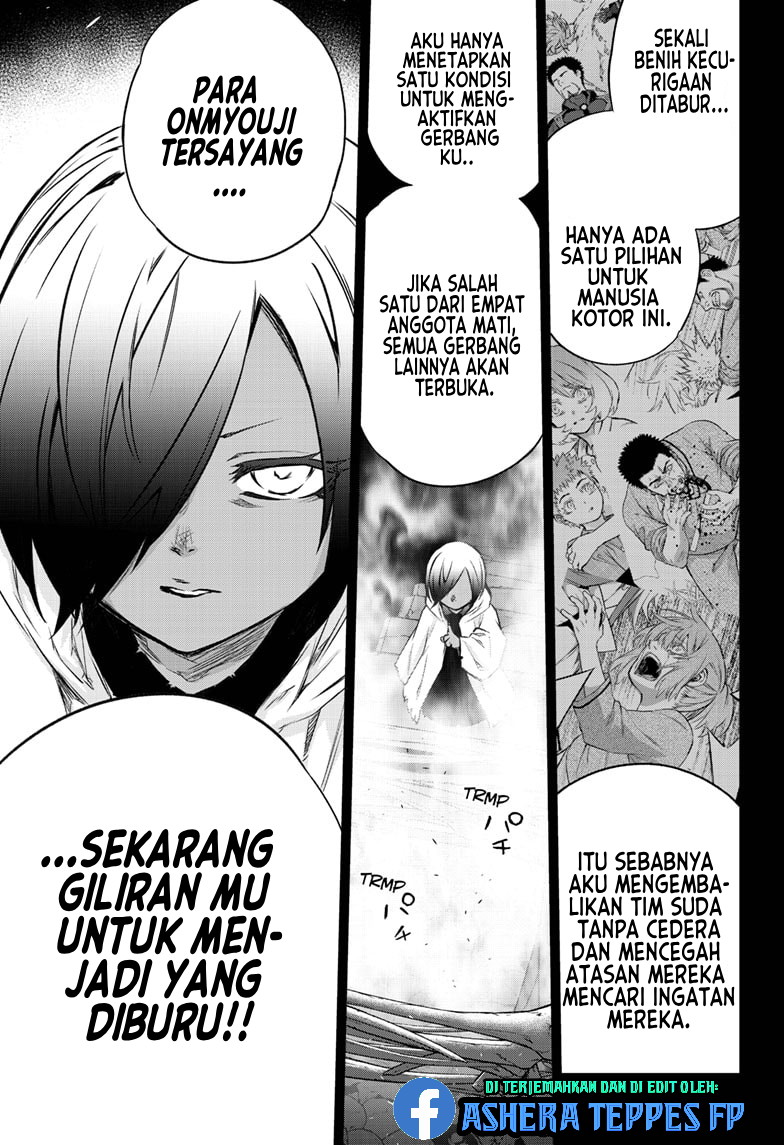 SEKALI
BENIH KECU-
RIGAAN
DITABUR...
HANYA ADA
SATU PILIHAN
UNTUK
MANUSIA
KOTOR INI.
ITU SEBABNYA
AKU MENGEMBA-
LIKAN TIM SUDA
TANPA CEDERA
DAN MENCEGAH
ATASAN MEREKA
MENCARI INGATAN
MEREKA.
AKU HANYA
MENETAPKAN
SATU KONDISI
UNTUK MENG-
AKTIFKAN
GERBANG
KU..
JIKA SALAH
SATU DARI EMPAT
ANGGOTA MATI,
SEMUA GERBANG
LAINNYA AKAN
TERBUKA.
TRMP
TRMP
PARA
ONMYOUJI
TERSAYANG
....
...SEKARANG
GILIRAN MU
UNTUK MEN-
JADI YANG
DIBURU!!
DI TERJEMAHKAN DAN DI EDIT OLEH:
ASHERA TEPPES FP